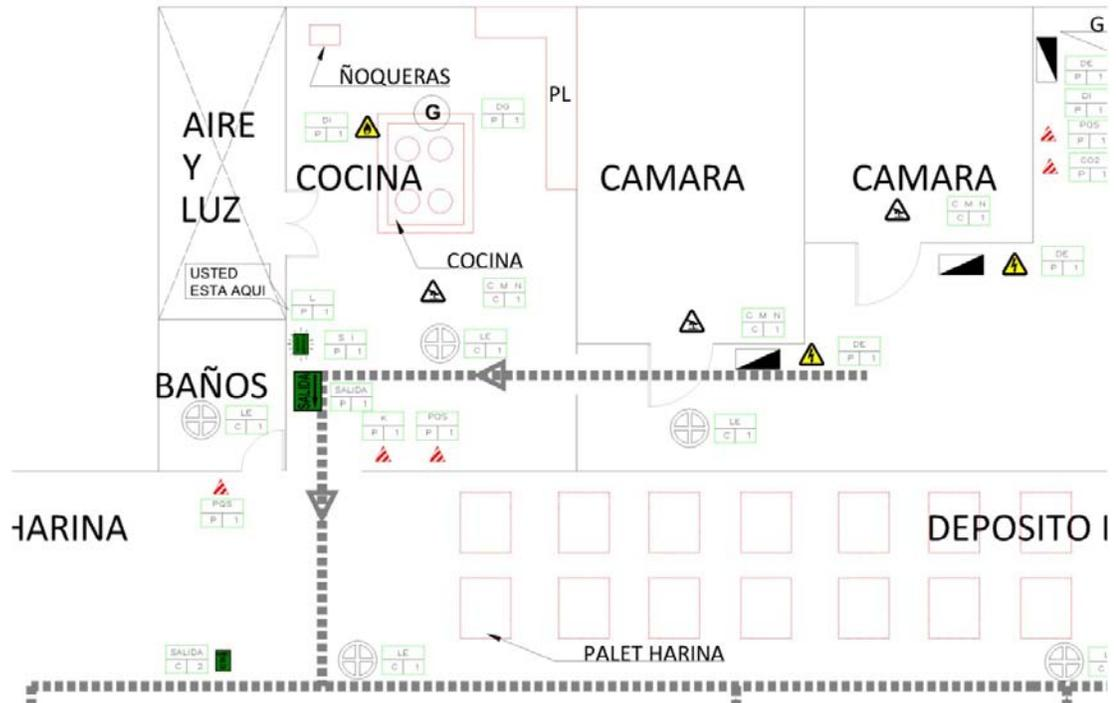 G
DE
P 1
DI
P 1
PQS
P 1
CO2
P 1
ÑOQUERAS
PL
DI
P 1
G
DG
P 1
AIRE
Y
LUZ
COCINA
CAMARA
CAMARA
C M N
C 1
COCINA
DE
P 1
USTED
ESTA AQUI
L
P 1
C M N
C 1
C M N
C 1
S I
P 1
LE
C 1
DE
P 1
BAÑOS
SALIDA
SALIDA
P 1
LE
C 1
K
P 1
PQS
P 1
LE
C 1
PQS
P 1
HARINA
DEPOSITO
SALIDA
C 2
LE
C 1
PALET HARINA